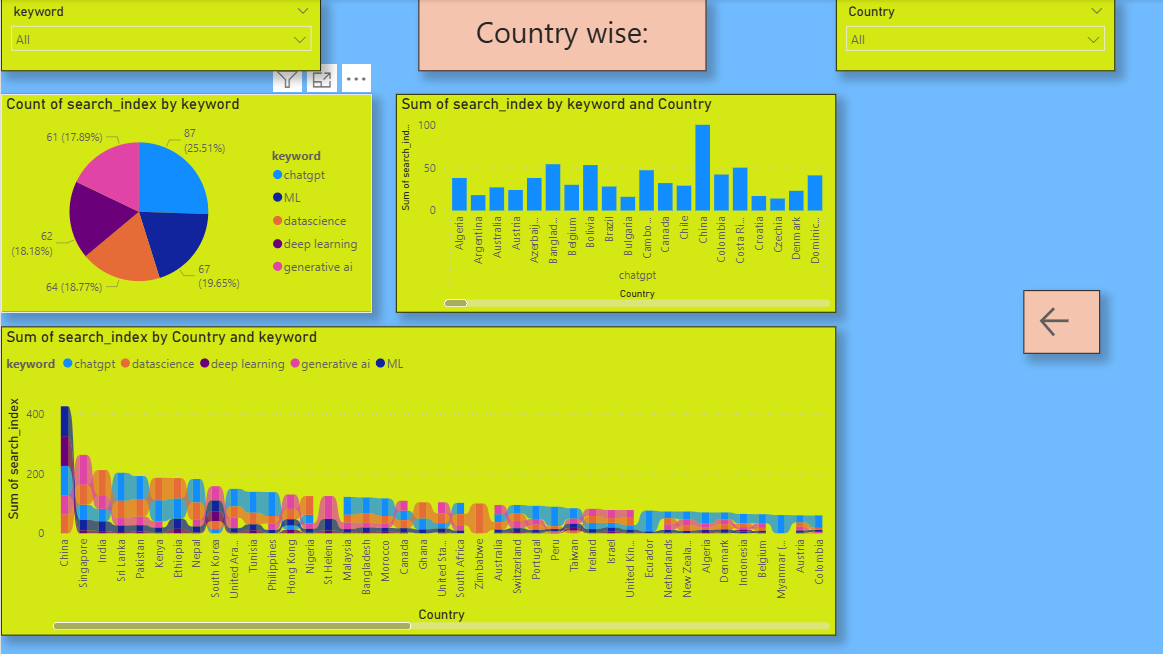 keyword
All
Country wise:
Country
All
Count of search_index by keyword
87
(25.51%)
67
(19.65%)
64 (18.77%)
62
(18.18%)
61 (17.89%)
keyword
chatgpt
ML
datascience
deep learning
generative ai
Sum of search_index by keyword and Country
Sum of search_ind...
100
50
0
Algeria
Argentina
Australia
Austria
Azerbaij...
Banglad...
Belgium
Bolivia
Brazil
Bulgaria
Cambo...
Canada
Chile
China
Colombia
Costa Ri...
Croatia
Czechia
Denmark
Dominic...
chatgpt
Country
Sum of search_index by Country and keyword
keyword chatgpt datascience deep learning generative ai ML
Sum of search_index
400
200
0
China
Singapore
India
Sri Lanka
Pakistan
Kenya
Ethiopia
Nepal
South Korea
United Ara...
Tunisia
Philippines
Hong Kong
Nigeria
St Helena
Malaysia
Bangladesh
Morocco
Canada
Ghana
United Sta...
South Africa
Zimbabwe
Australia
Switzerland
Portugal
Peru
Taiwan
Ireland
Israel
United Kin...
Ecuador
Netherlands
New Zeala...
Algeria
Denmark
Indonesia
Belgium
Myanmar (...
Austria
Colombia
Country